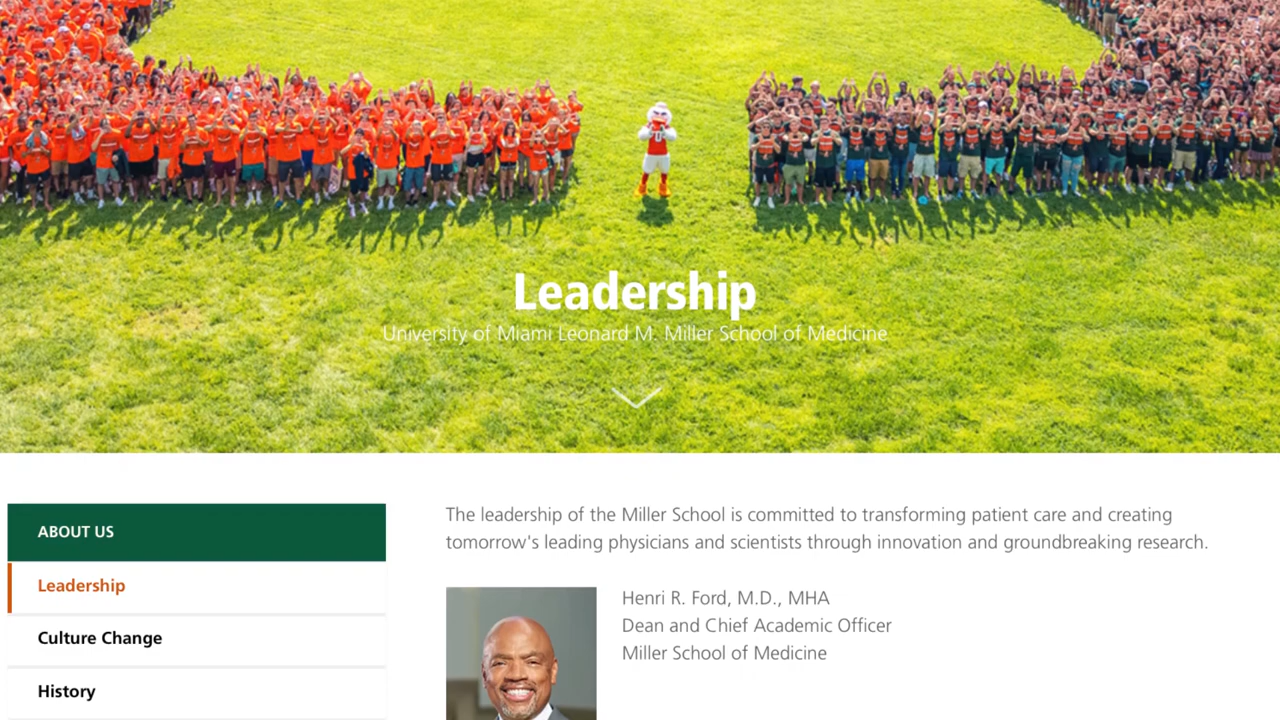 Leadership
University of Miami Leonard M. Miller School of Medicine
ABOUT US
Leadership
Culture Change
History
The leadership of the Miller School is committed to transforming patient care and creating
tomorrow's leading physicians and scientists through innovation and groundbreaking research.
Henri R. Ford, M.D., MHA
Dean and Chief Academic Officer
Miller School of Medicine